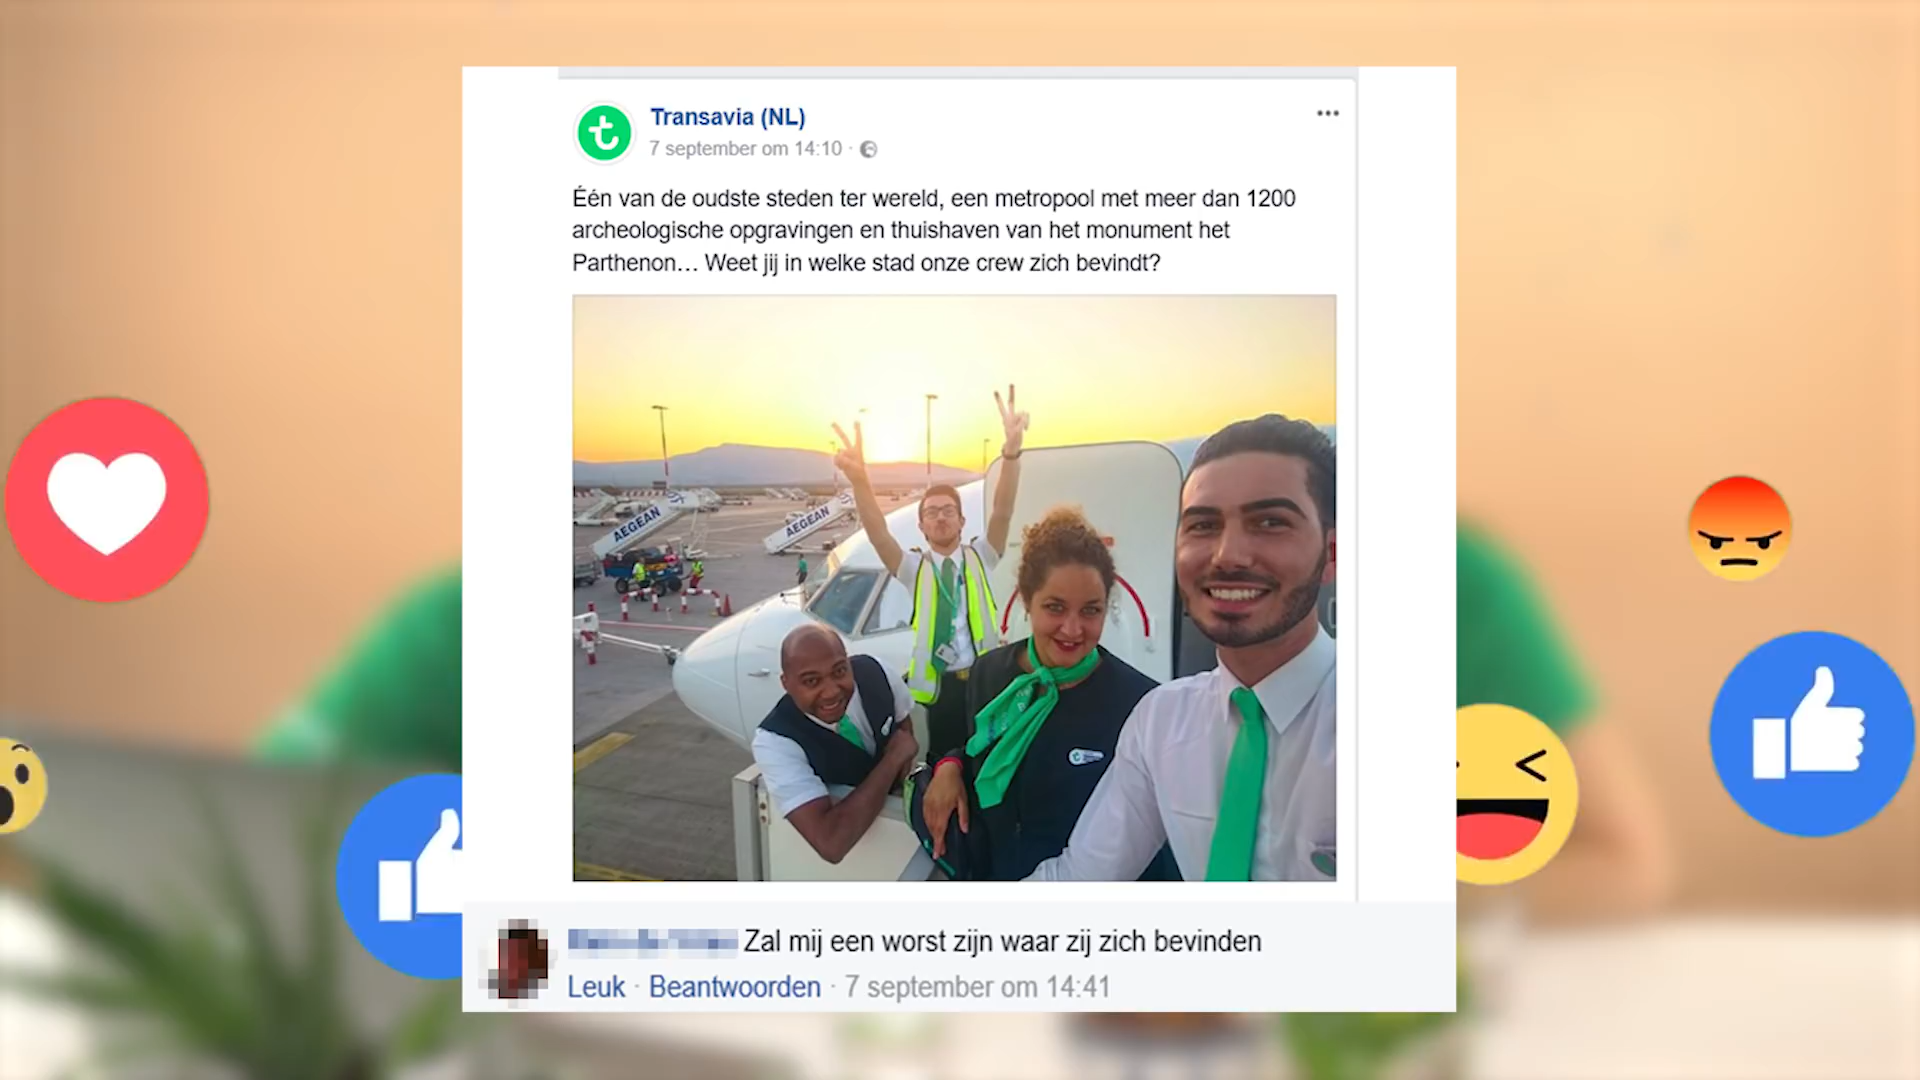 Transavia (NL)
7 september om 14:10
Één van de oudste steden ter wereld, een metropool met meer dan 1200
archeologische opgravingen en thuishaven van het monument het
Parthenon… Weet jij in welke stad onze crew zich bevindt?
AEGEAN
AEGEAN
Zal mij een worst zijn waar zij zich bevinden
Leuk · Beantwoorden · 7 september om 14:41